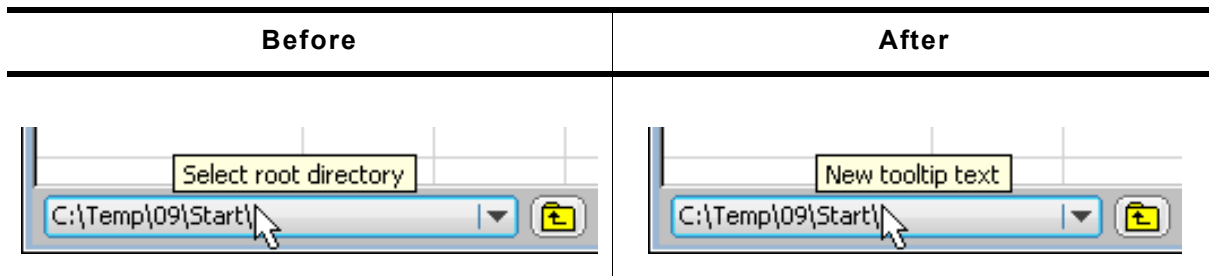 Before
After
Select root directory
C:\Temp\09\Start\
New tooltip text
C:\Temp\09\Start\